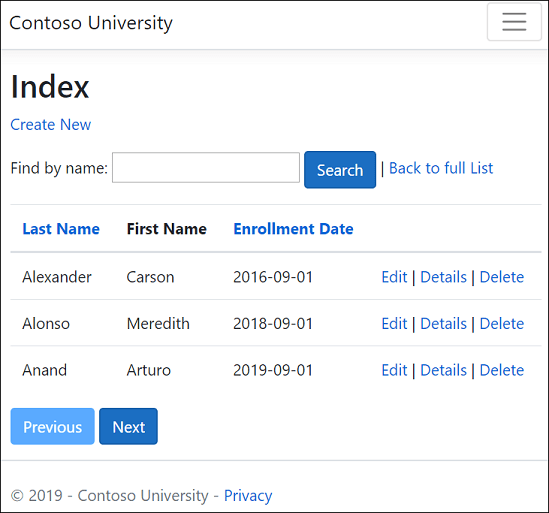 Contoso University
Index
Create New
Find by name: Search | Back to full List
Last Name First Name Enrollment Date
Alexander Carson 2016-09-01 Edit | Details | Delete
Alonso Meredith 2018-09-01 Edit | Details | Delete
Anand Arturo 2019-09-01 Edit | Details | Delete
Previous Next
© 2019 - Contoso University - Privacy